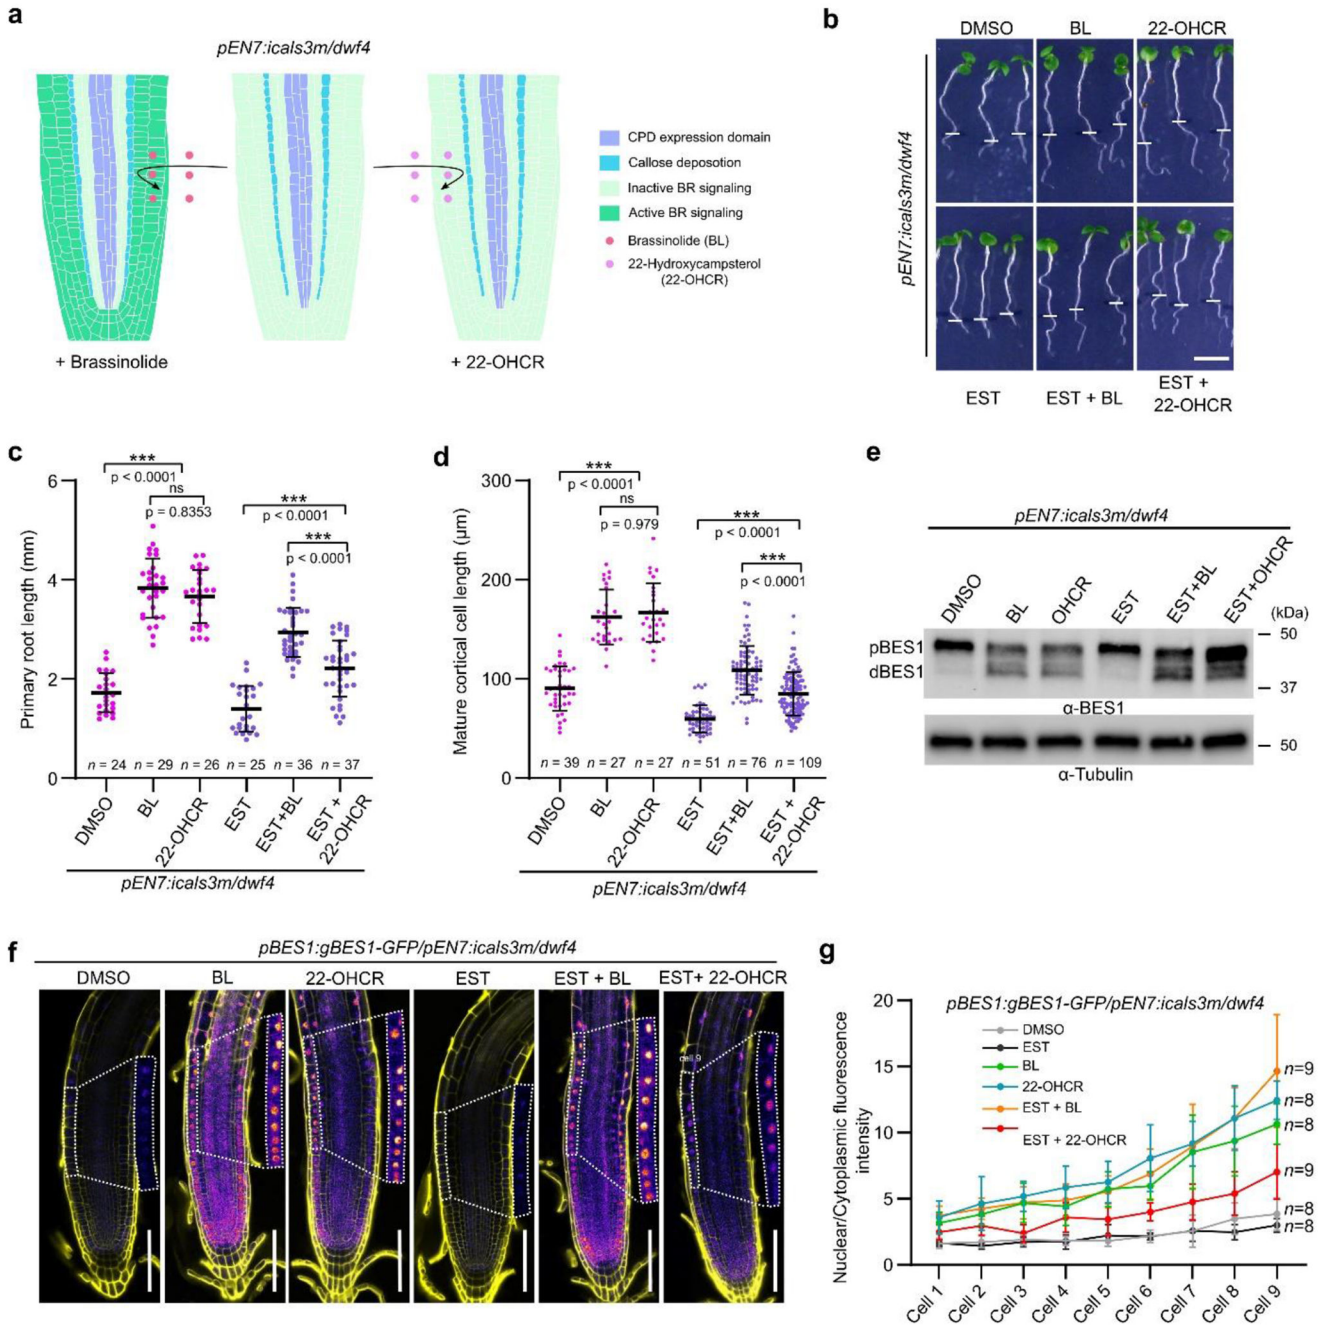 a
pEN7:icals3m/dwf4
+ Brassinolide
+ 22-OHCR
CPD expression domain
Callose depostion
Inactive BR signaling
Active BR signaling
Brassinolide (BL)
22-Hydroxycampsterol
(22-OHCR)
b
DMSO BL 22-OHCR
pEN7:icals3m/dwf4
EST EST + BL EST +
22-OHCR
c
Primary root length (mm)
6
4
2
0
***
p < 0.0001
ns
p = 0.8353
***
p < 0.0001
***
p < 0.0001
n = 24 n = 29 n = 26 n = 25 n = 36 n = 37
DMSO
BL
22-OHCR
EST
EST+BL
EST +
22-OHCR
pEN7:icals3m/dwf4
d
Mature cortical cell length (μm)
300
200
100
0
***
p < 0.0001
ns
p = 0.979
***
p < 0.0001
***
p < 0.0001
n = 39 n = 27 n = 27 n = 51 n = 76 n = 109
DMSO
BL
22-OHCR
EST
EST+BL
EST +
22-OHCR
pEN7:icals3m/dwf4
e
pEN7:icals3m/dwf4
DMSO
BL
OHCR
EST
EST+BL
EST+OHCR
(kDa)
pBES1
dBES1
50
37
α-BES1
50
α-Tubulin
f
pBES1:gBES1-GFP/pEN7:icals3m/dwf4
DMSO BL 22-OHCR EST EST + BL EST+ 22-OHCR
cell 9
g
pBES1:gBES1-GFP/pEN7:icals3m/dwf4
Nuclear/Cytoplasmic fluorescence
intensity
20
15
10
5
0
DMSO
EST
BL
22-OHCR
EST + BL
EST + 22-OHCR
n=9
n=8
n=8
n=9
n=8
n=8
Cell 1
Cell 2
Cell 3
Cell 4
Cell 5
Cell 6
Cell 7
Cell 8
Cell 9